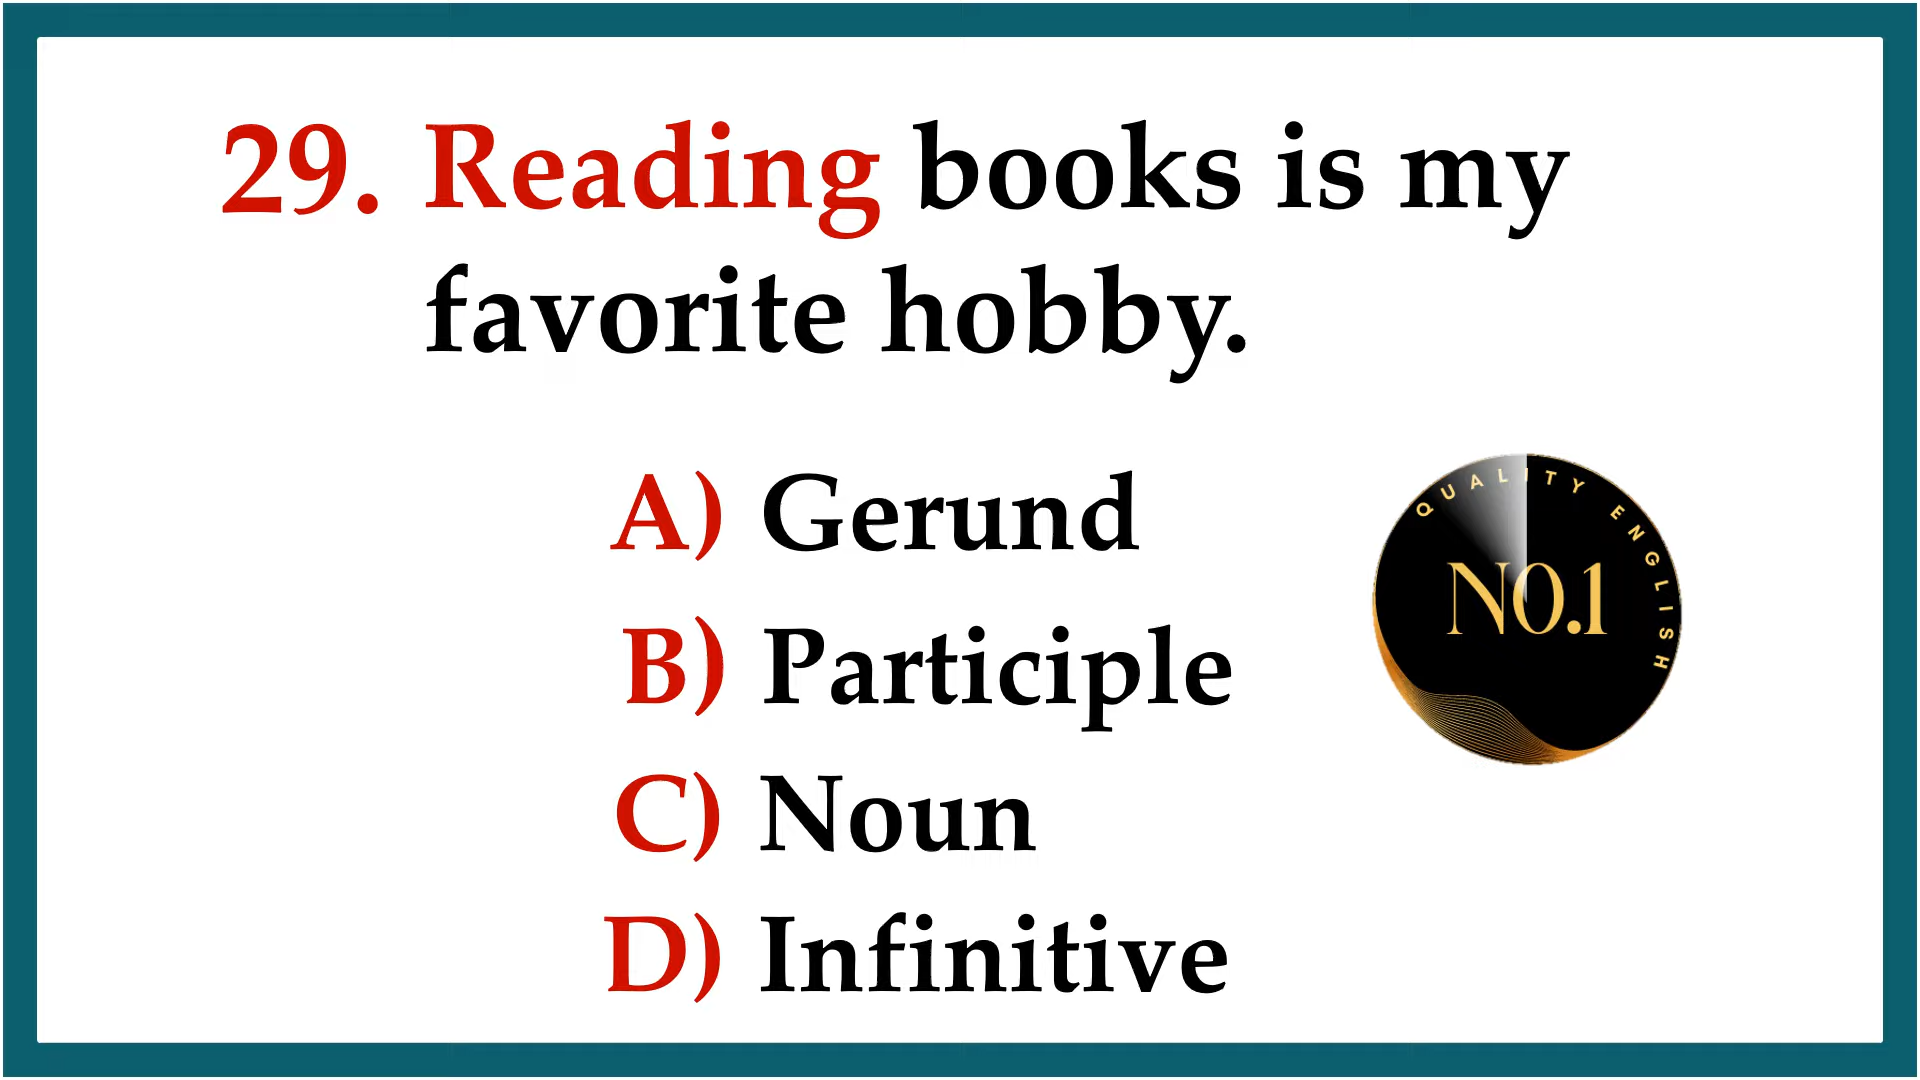 29. Reading books is my
favorite hobby.
A) Gerund
QUALITY ENGLISH
NO.1
B) Participle
C) Noun
D) Infinitive